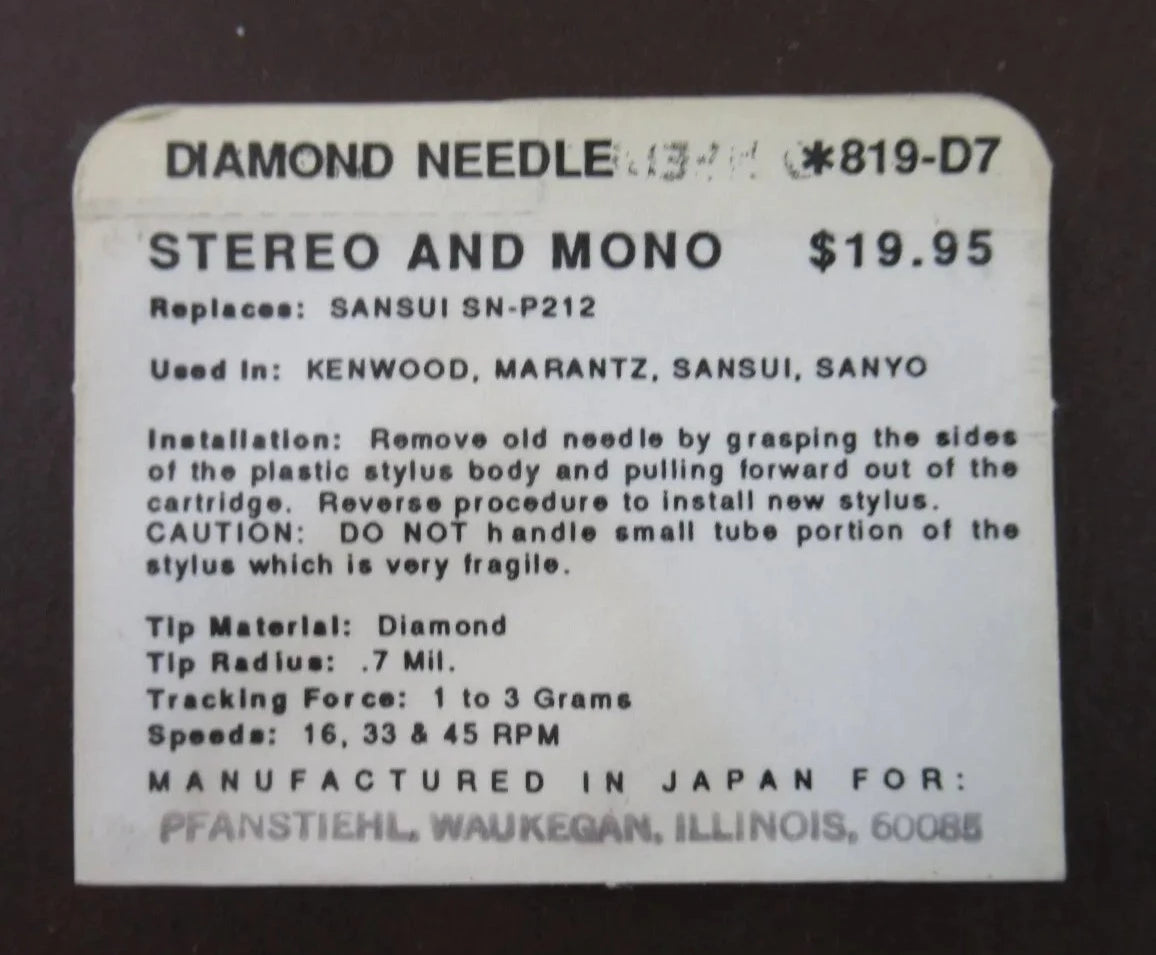 DIAMOND NEEDLE *819-D7
STEREO AND MONO $19.95
Replaces: SANSUI SN-P212
Used In: KENWOOD, MARANTZ, SANSUI, SANYO
Installation: Remove old needle by grasping the sides
of the plastic stylus body and pulling forward out of the
cartridge. Reverse procedure to install new stylus.
CAUTION: DO NOT handle small tube portion of the
stylus which is very fragile.
Tip Material: Diamond
Tip Radius: .7 Mil.
Tracking Force: 1 to 3 Grams
Speeds: 16, 33 & 45 RPM
MANUFACTURED IN JAPAN FOR:
PFANSTIEHL, WAUKEGAN, ILLINOIS, 60085